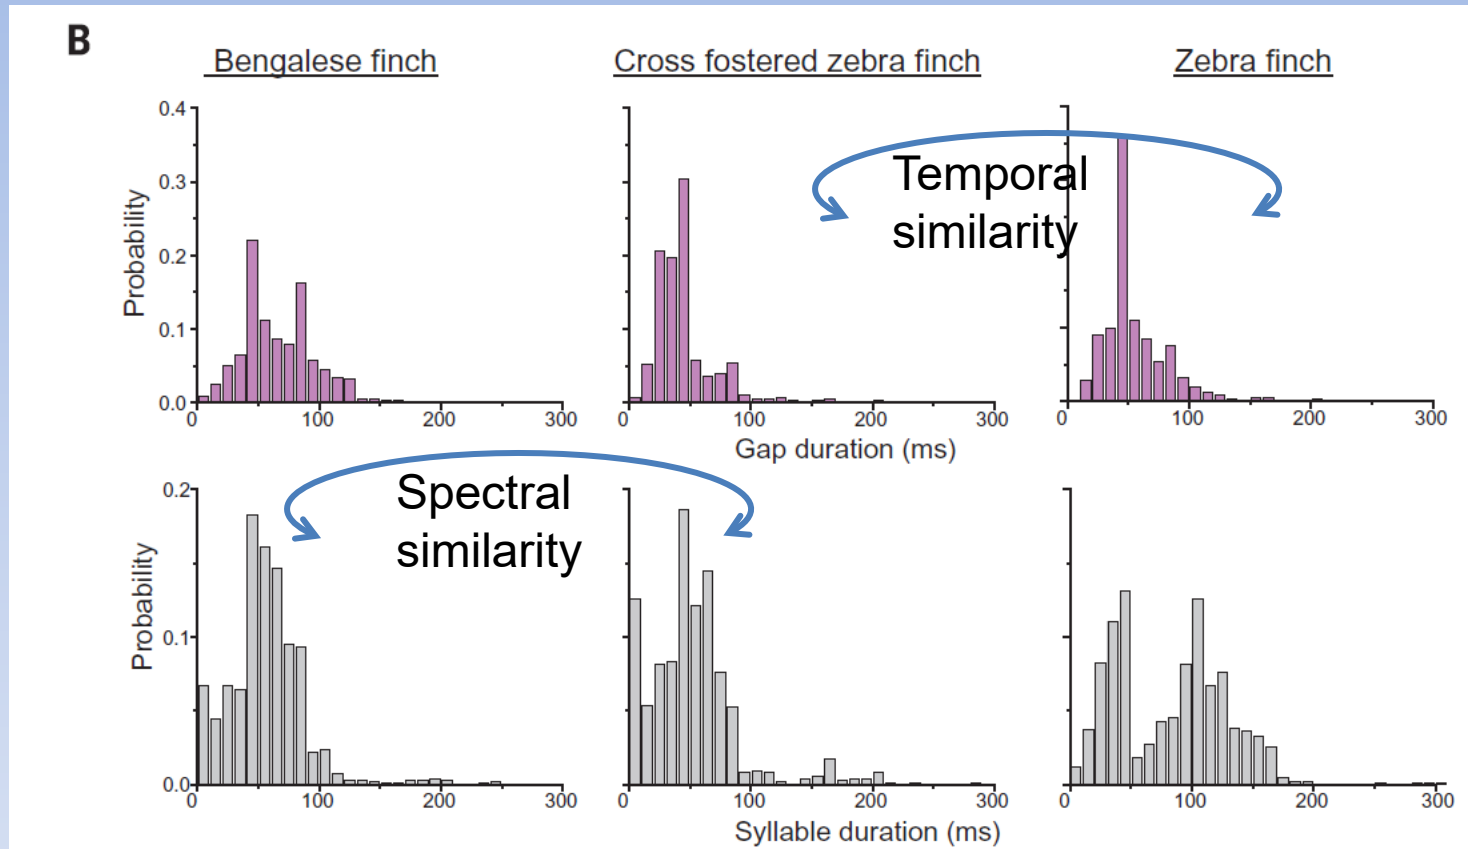 B
Bengalese finch
Cross fostered zebra finch
Zebra finch
Probability
0.4
0.3
0.2
0.1
0.0
0
100
200
300
0
100
200
300
0
100
200
300
Temporal
similarity
Gap duration (ms)
Probability
0.2
0.1
0.0
0
100
200
300
0
100
200
300
0
100
200
300
Spectral
similarity
Syllable duration (ms)